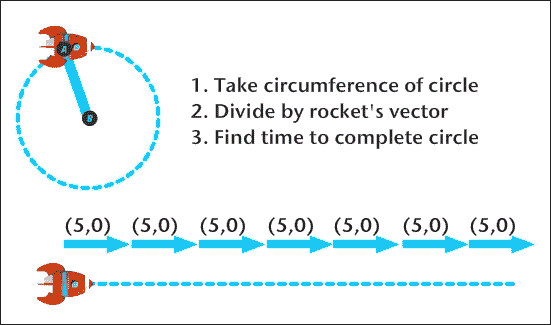 A
B
1. Take circumference of circle
2. Divide by rocket's vector
3. Find time to complete circle
(5,0) (5,0) (5,0) (5,0) (5,0) (5,0) (5,0)